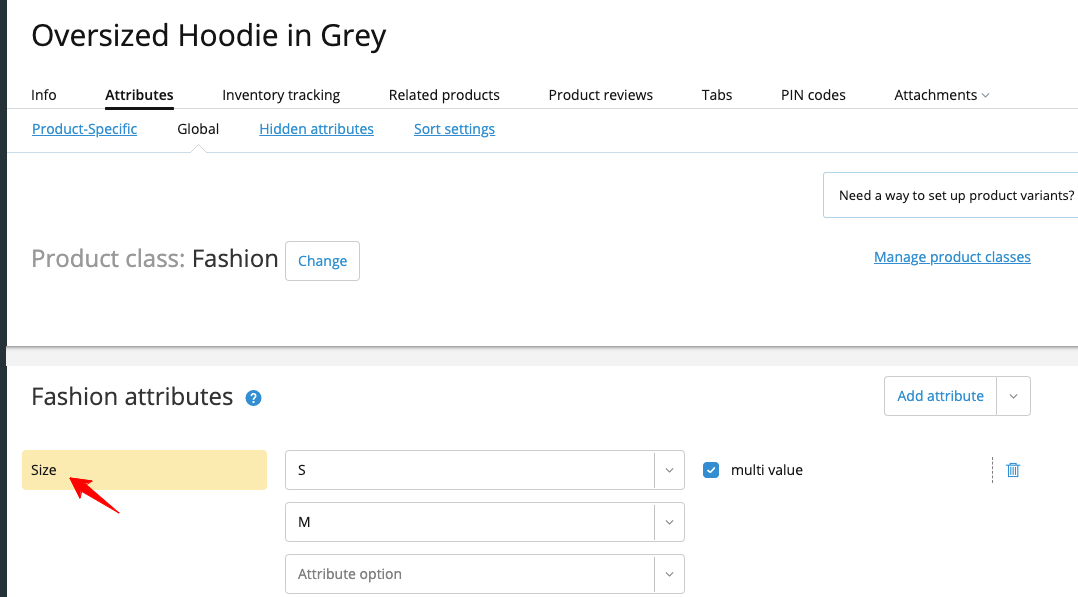 Oversized Hoodie in Grey
Info Attributes Inventory tracking Related products Product reviews Tabs PIN codes Attachments
Product-Specific Global Hidden attributes Sort settings
Need a way to set up product variants?
Product class: Fashion Change Manage product classes
Fashion attributes ? Add attribute
Size S multi value
M
Attribute option